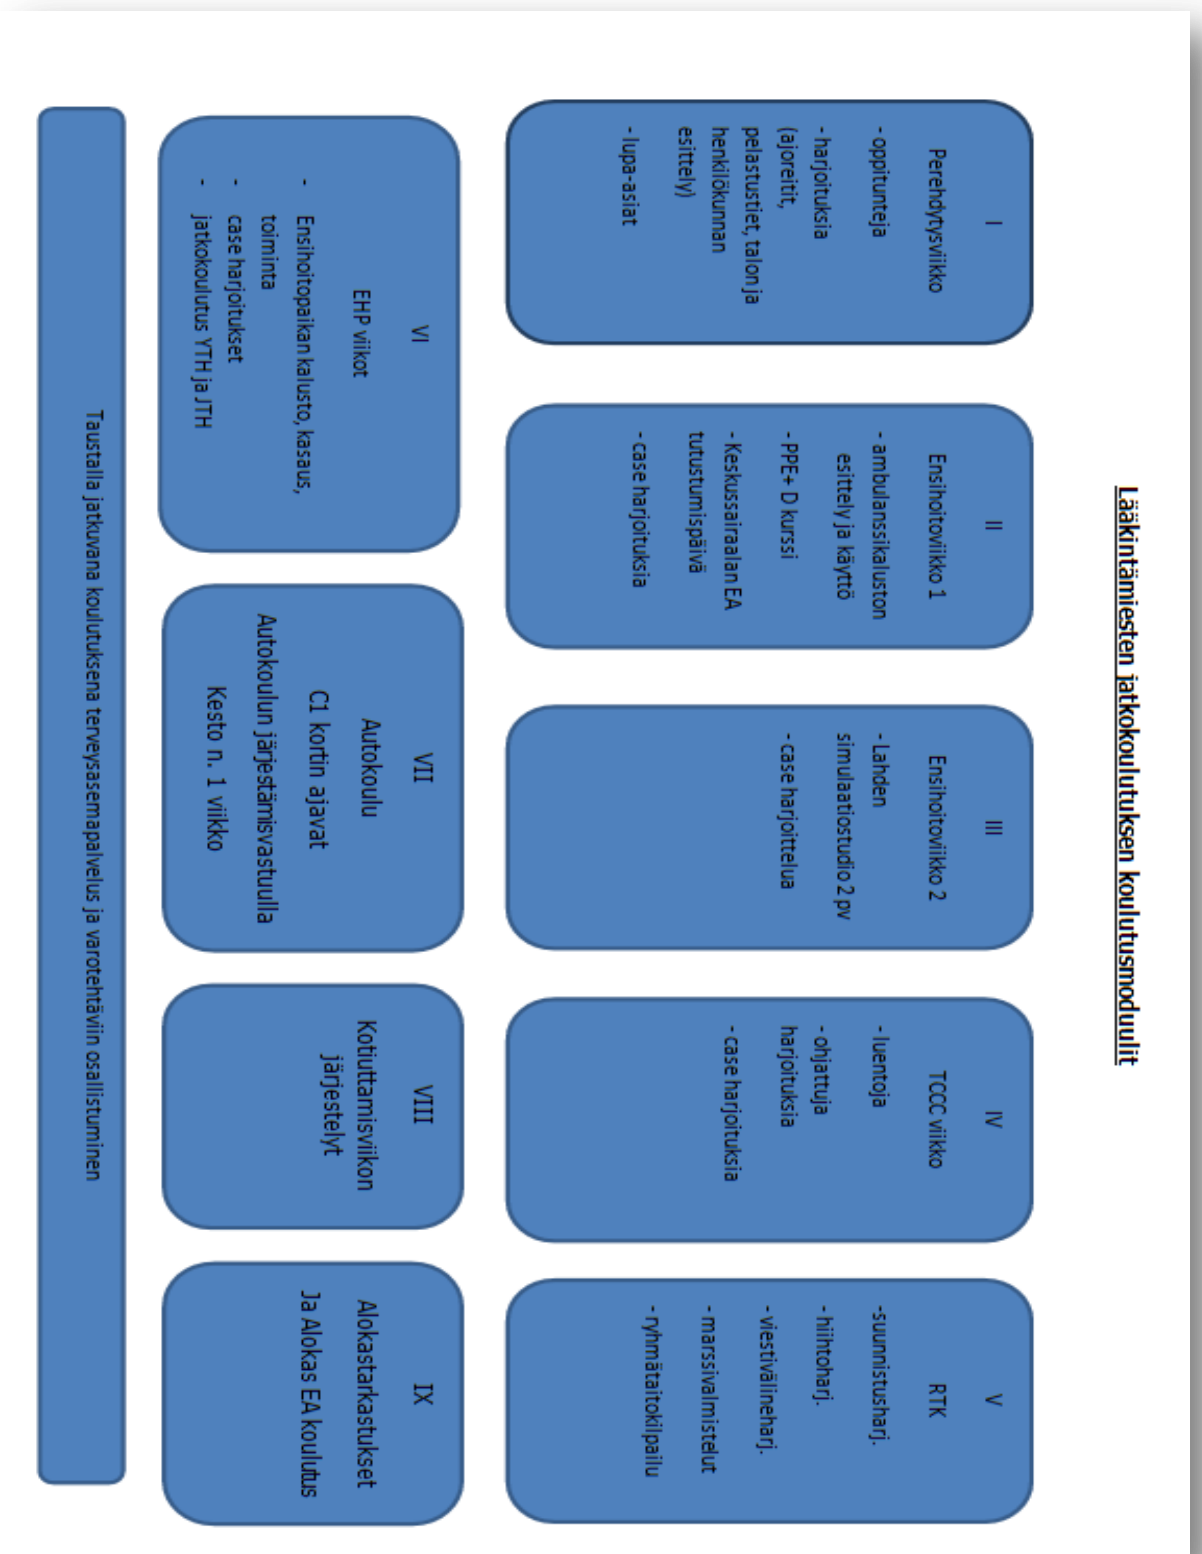 Lääkintämiesten jatkokoulutuksen koulutusmoduulit
I
Perehdytysviikko
- oppitunteja
- harjoituksia
(ajoreitit,
pelastustiet, talon ja
henkilökunnan
esittely)
- lupa-asiat
II
Ensihoitoviikko 1
- ambulanssikaluston
esittely ja käyttö
- PPE+ D kurssi
- Keskussairaalan EA
tutustumispäivä
- case harjoituksia
III
Ensihoitoviikko 2
- Lahden
simulaatiostudio 2 pv
- case harjoittelua
IV
TCCC viikko
- luentoja
- ohjattuja
harjoituksia
- case harjoituksia
V
RTK
-suunnistusharj.
- hiihtoharj.
- viestivälineharj.
- marssivalmistelut
- ryhmätaitokilpailu
VI
EHP viikot
- Ensihoitopaikan kalusto, kasaus,
toiminta
- case harjoitukset
- jatkokoulutus YTH ja JTH
VII
Autokoulu
C1 kortin ajavat
Autokoulun järjestämisvastuulla
Kesto n. 1 viikko
VIII
Kotiuttamisviikon
järjestelyt
IX
Alokastarkastukset
Ja Alokas EA koulutus
Taustalla jatkuvana koulutuksena terveysasemapalvelus ja varotehtäviin osallistuminen